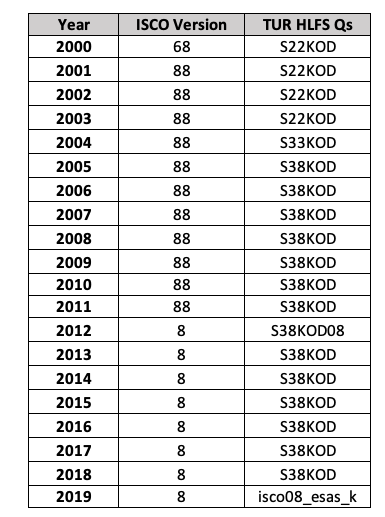 Year ISCO Version TUR HLFS Qs
2000 68 S22KOD
2001 88 S22KOD
2002 88 S22KOD
2003 88 S22KOD
2004 88 S33KOD
2005 88 S38KOD
2006 88 S38KOD
2007 88 S38KOD
2008 88 S38KOD
2009 88 S38KOD
2010 88 S38KOD
2011 88 S38KOD
2012 8 S38KOD08
2013 8 S38KOD
2014 8 S38KOD
2015 8 S38KOD
2016 8 S38KOD
2017 8 S38KOD
2018 8 S38KOD
2019 8 isco08_esas_k